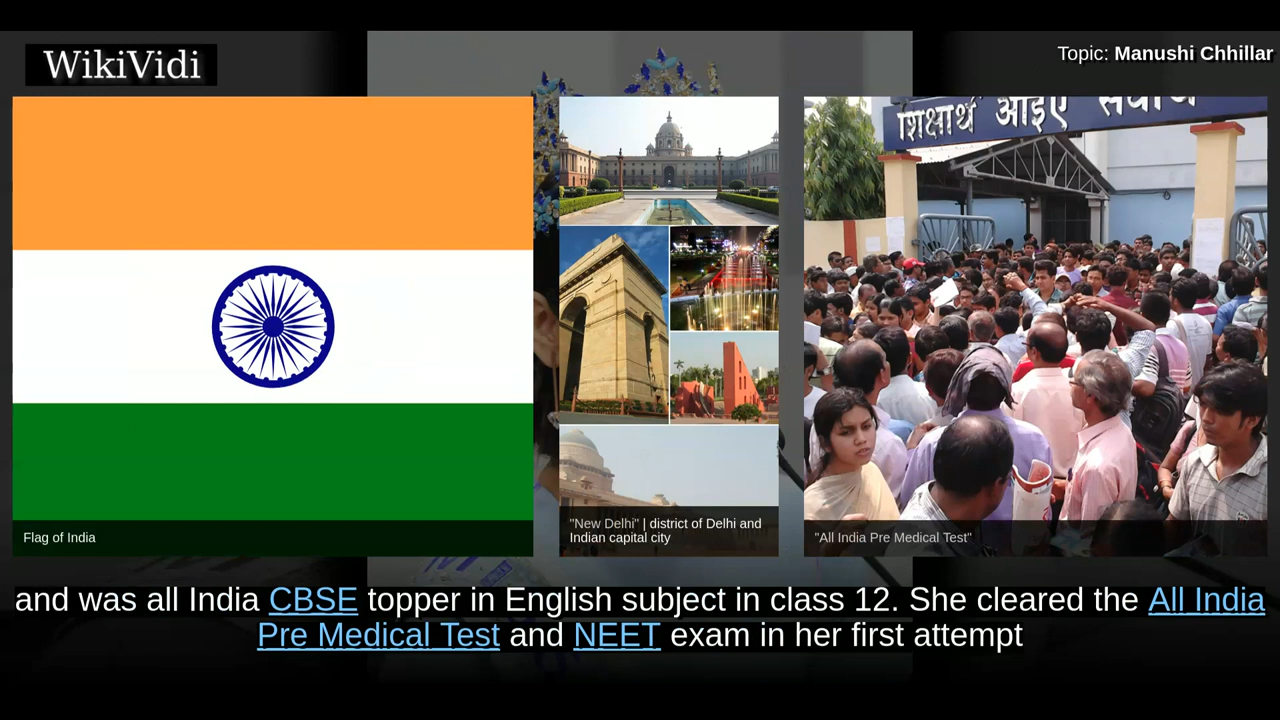 WikiVidi
Topic: Manushi Chhillar
शिक्षार्थ आइए
Flag of India
"New Delhi" | district of Delhi and
Indian capital city
"All India Pre Medical Test"
and was all India CBSE topper in English subject in class 12. She cleared the All India
Pre Medical Test and NEET exam in her first attempt